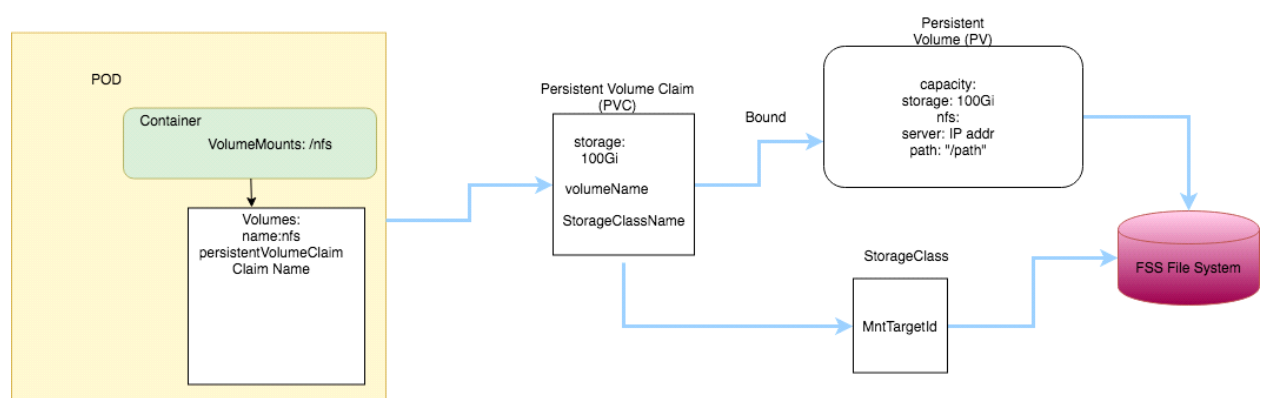 POD
Container
VolumeMounts: /nfs
Volumes:
name:nfs
persistentVolumeClaim
Claim Name
Persistent Volume Claim
(PVC)
storage:
100Gi
volumeName
StorageClassName
Bound
Persistent
Volume (PV)
capacity:
storage: 100Gi
nfs:
server: IP addr
path: "/path"
StorageClass
MntTargetId
FSS File System